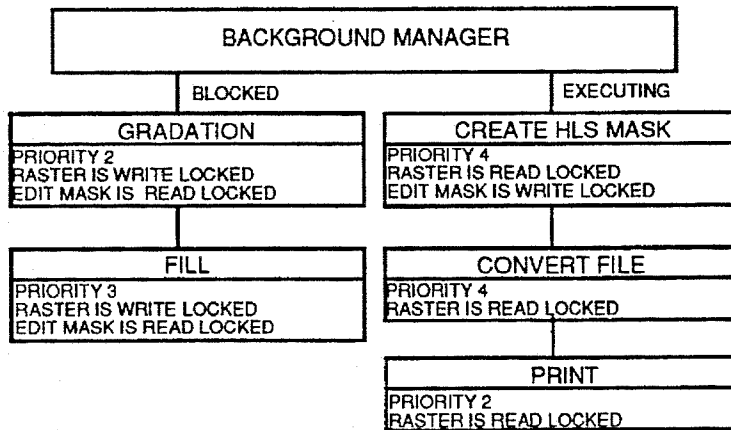 BACKGROUND MANAGER
BLOCKED
EXECUTING
GRADATION
PRIORITY 2
RASTER IS WRITE LOCKED
EDIT MASK IS READ LOCKED
CREATE HLS MASK
PRIORITY 4
RASTER IS READ LOCKED
EDIT MASK IS WRITE LOCKED
FILL
PRIORITY 3
RASTER IS WRITE LOCKED
EDIT MASK IS READ LOCKED
CONVERT FILE
PRIORITY 4
RASTER IS READ LOCKED
PRINT
PRIORITY 2
RASTER IS READ LOCKED